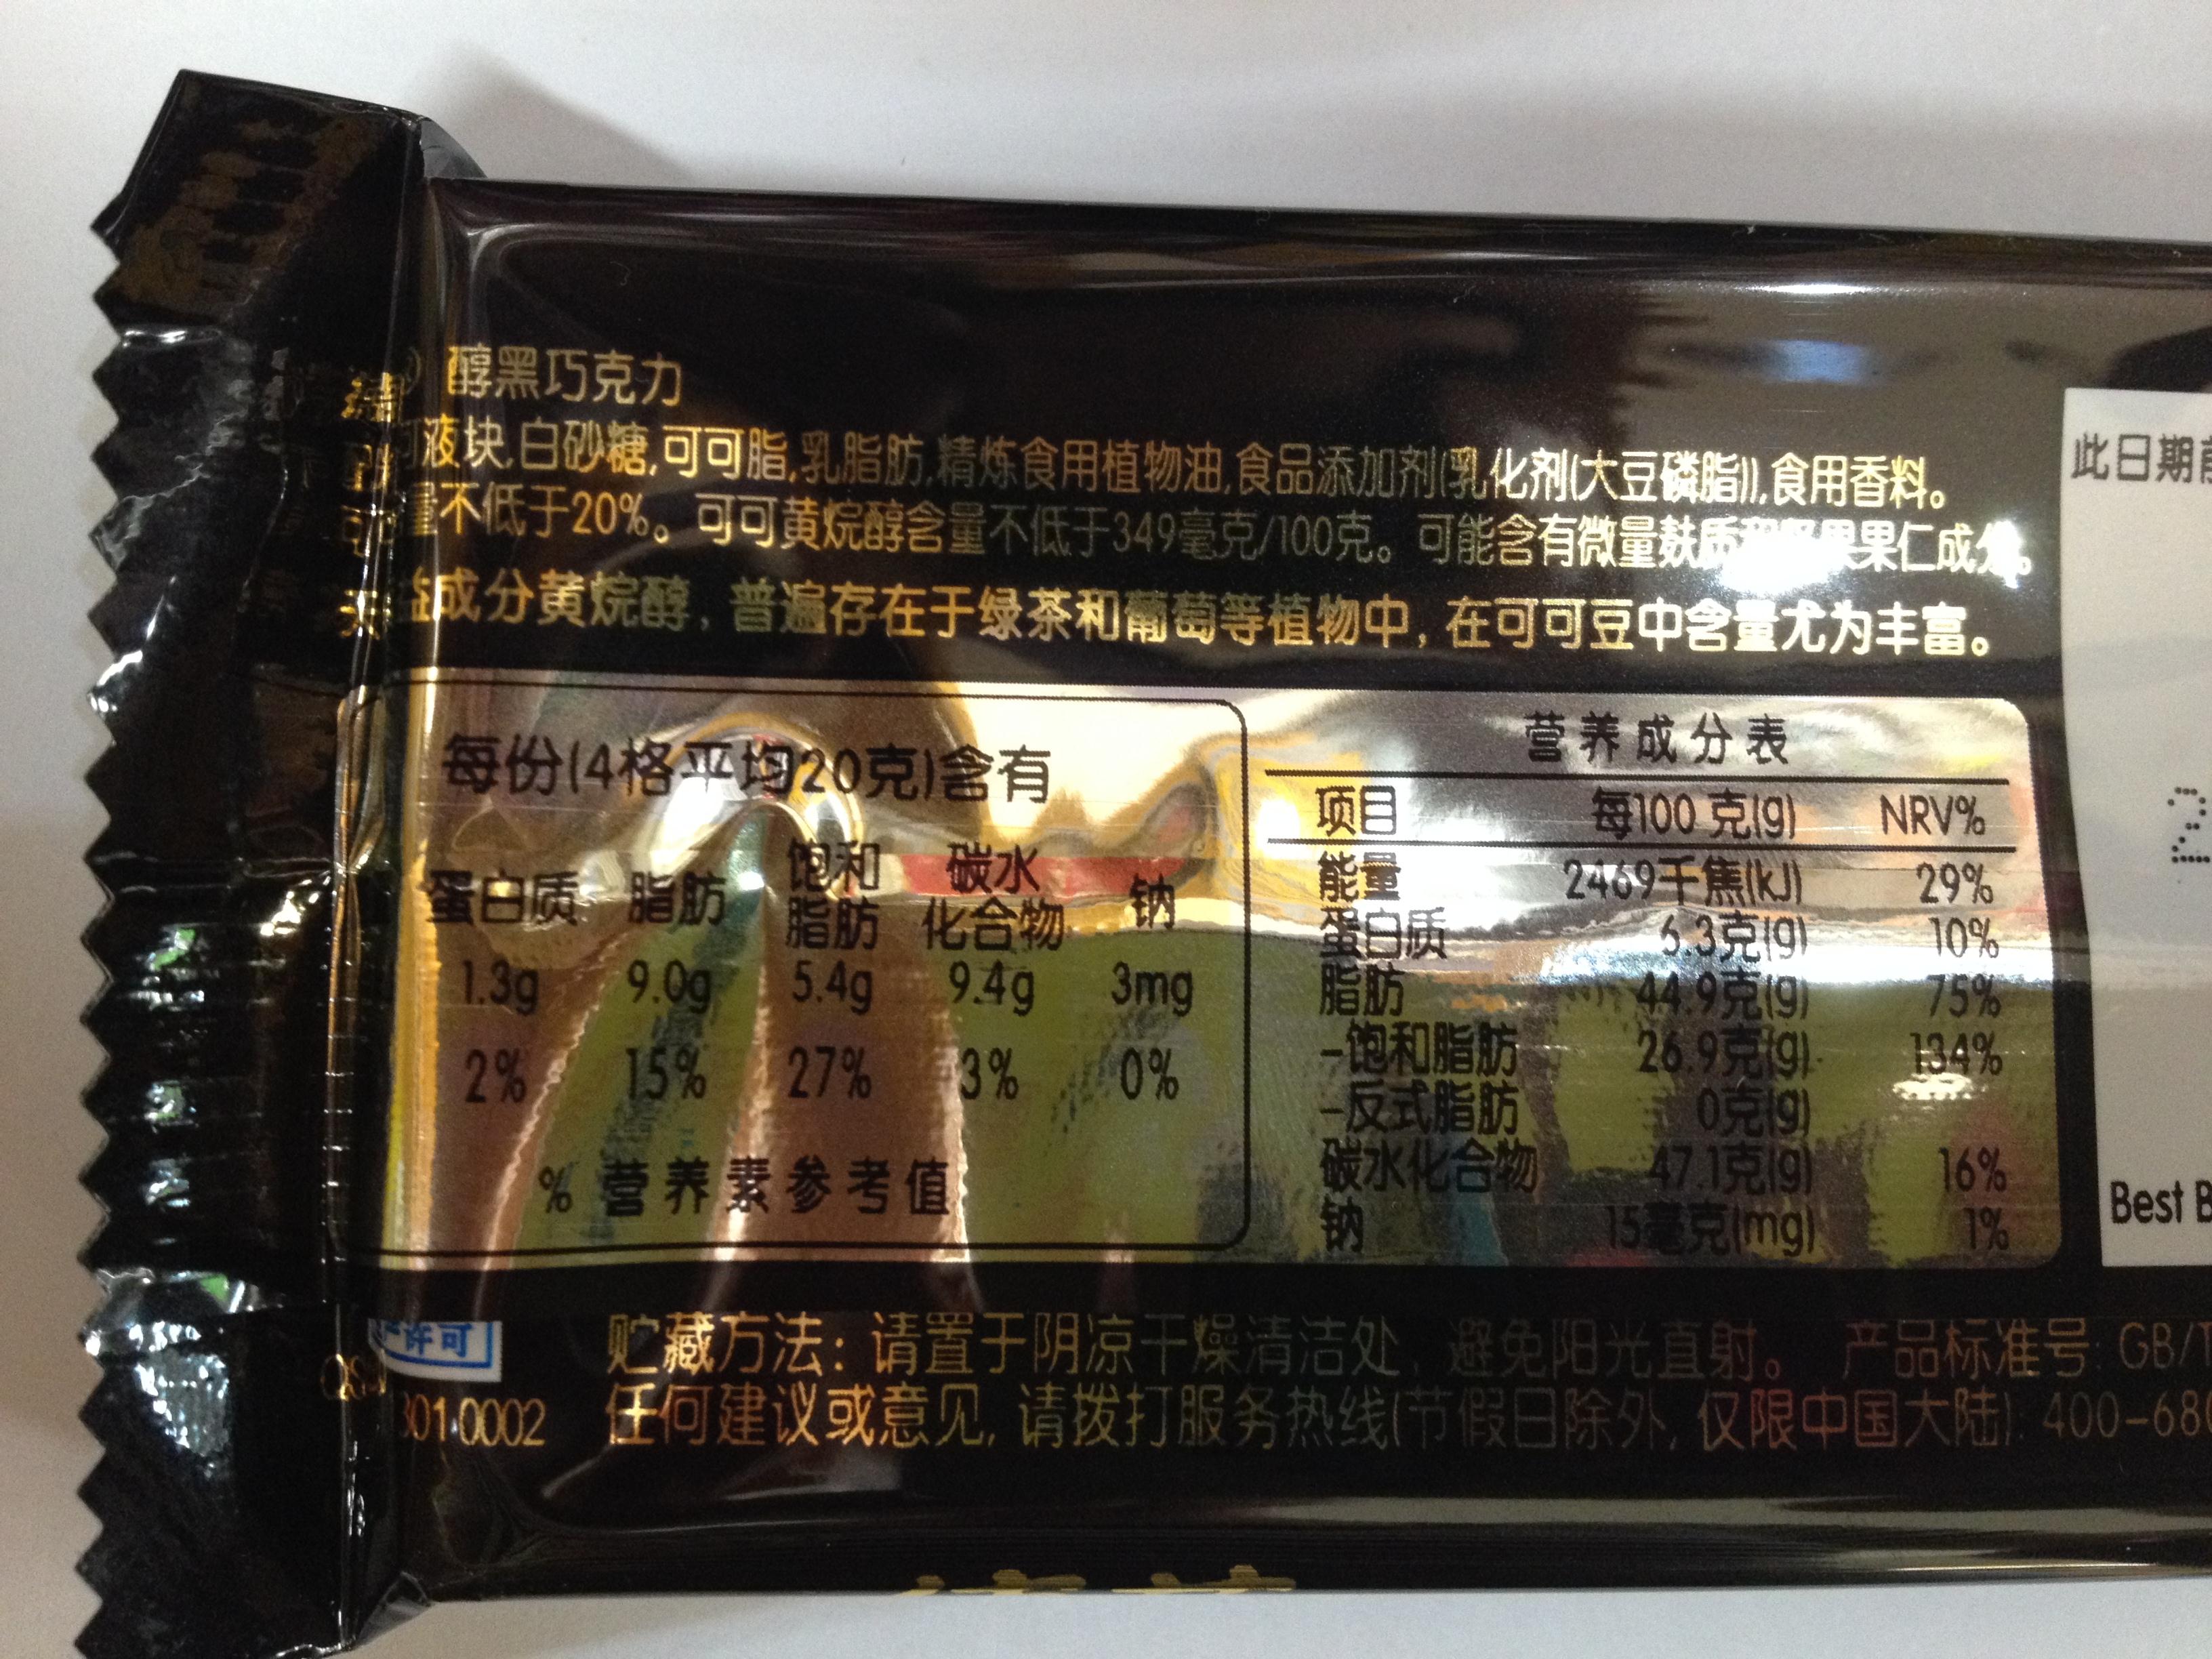 醇黑巧克力
液块,白砂糖,可可脂,乳脂肪,精炼食用植物油,食品添加剂(乳化剂(大豆磷脂)),食用香料。
量不低于20%。可可黄烷醇含量不低于349毫克/100克。可能含有微量麸质和坚果果仁成分。
益成分黄烷醇,普遍存在于绿茶和葡萄等植物中,在可可豆中含量尤为丰富。
每份(4格平均20克)含有
蛋白质 脂肪 饱和脂肪 碳水化合物 钠
1.3g 9.0g 5.4g 9.4g 3mg
2% 15% 27% 3% 0%
% 营养素参考值
营养成分表
项目 每100克(g) NRV%
能量 2469千焦(kJ) 29%
蛋白质 6.3克(g) 10%
脂肪 44.9克(g) 75%
-饱和脂肪 26.9克(g) 134%
-反式脂肪 0克(g)
碳水化合物 47.1克(g) 16%
钠 15毫克(mg) 1%
此日期前
2
Best B
许可
QS
301 0002
贮藏方法:请置于阴凉干燥清洁处、避免阳光直射。 产品标准号:GB/T
任何建议或意见,请拨打服务热线(节假日除外,仅限中国大陆):400-68